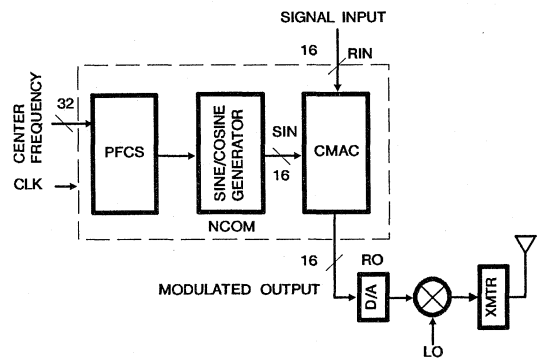 SIGNAL INPUT
16
RIN
CENTER
FREQUENCY
32
PFCS
SINE/COSINE
GENERATOR
SIN
16
CMAC
CLK
NCOM
16
RO
MODULATED OUTPUT
D/A
XMTR
LO